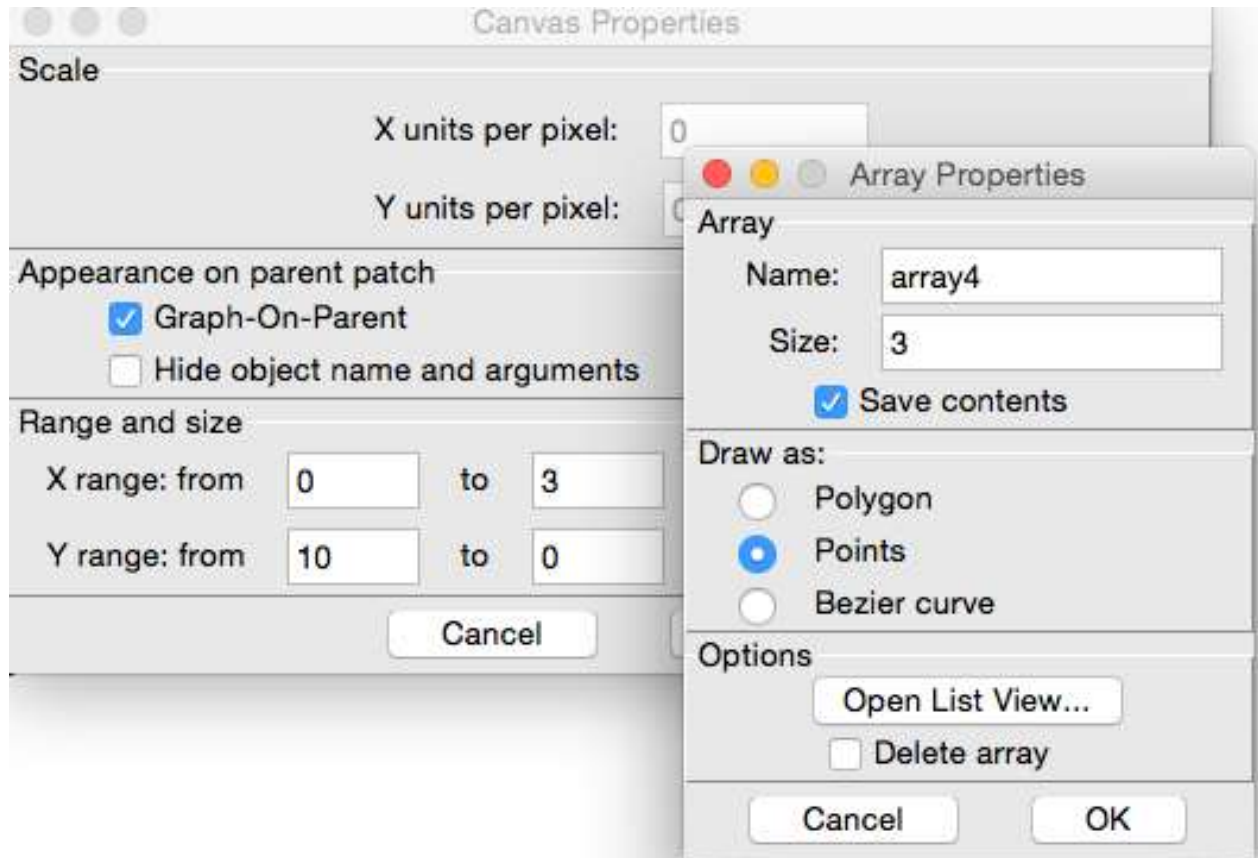 Canvas Properties
Scale
X units per pixel: 0
Y units per pixel:
Appearance on parent patch
Graph-On-Parent
Hide object name and arguments
Range and size
X range: from 0 to 3
Y range: from 10 to 0
Cancel
Array Properties
Array
Name: array4
Size: 3
Save contents
Draw as:
Polygon
Points
Bezier curve
Options
Open List View...
Delete array
Cancel OK